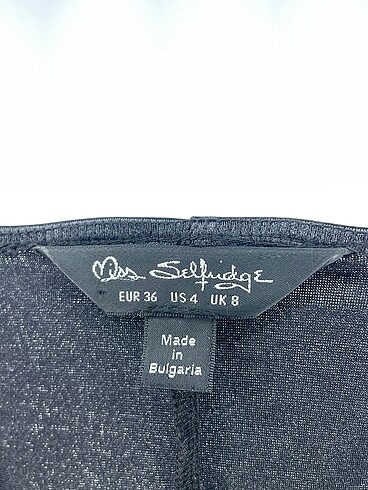 Miss Selfridge
EUR 36 US 4 UK 8
Made
in
Bulgaria